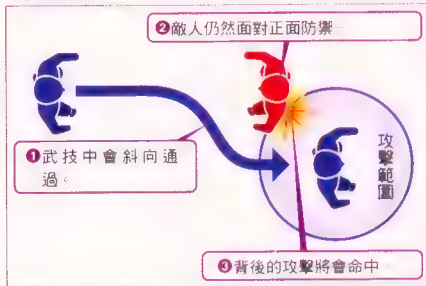 ❷敵人仍然面對正面防禦
❶武技中會斜向通
過。
攻擊範圍
❸背後的攻擊將會命中